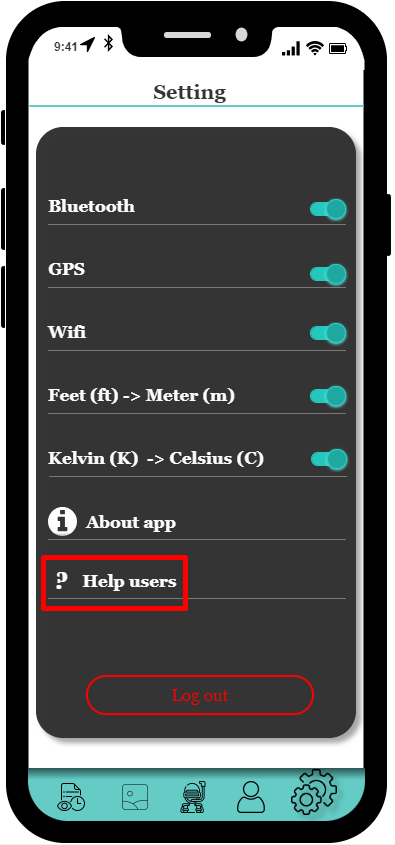 9:41
Setting
Bluetooth
GPS
Wifi
Feet (ft) -> Meter (m)
Kelvin (K)  -> Celsius (C)
i About app
? Help users
Log out